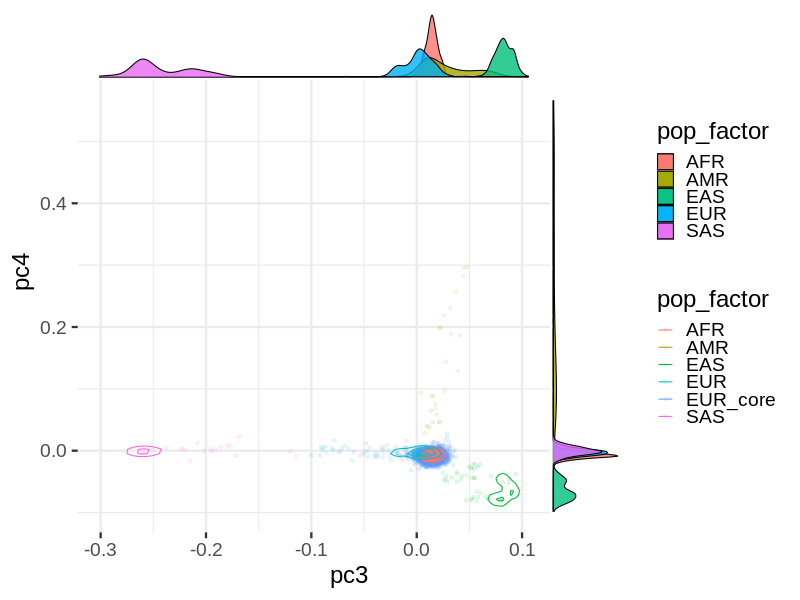 pop_factor
AFR
AMR
EAS
EUR
SAS
pop_factor
AFR
AMR
EAS
EUR
EUR_core
SAS
pc4
0.4
0.2
0.0
-0.3
-0.2
-0.1
0.0
0.1
pc3